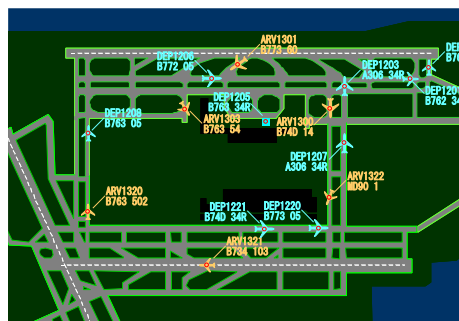 ARV1301
B773 60
DEP1206
B772 05
DEP1203
A306 34R
DEP1201
B762 34
DEP1205
B763 34R
DEP1208
B763 05
ARV1303
B763 54
ARV1300
B74D 14
DEP1207
A306 34R
ARV1322
MD90 1
ARV1320
B763 502
DEP1221
B74D 34R
DEP1220
B773 05
ARV1321
B734 103